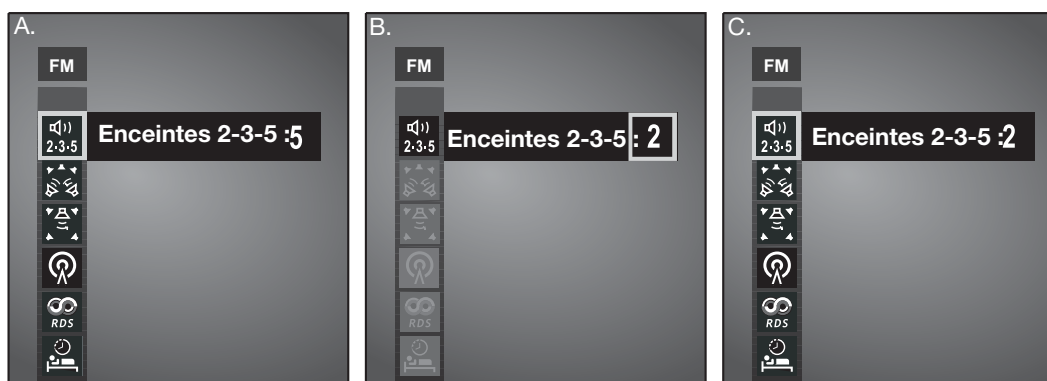 A.
FM
2·3·5
Enceintes 2-3-5 :5
RDS
B.
FM
2·3·5
Enceintes 2-3-5 : 2
RDS
C.
FM
2·3·5
Enceintes 2-3-5 :2
RDS